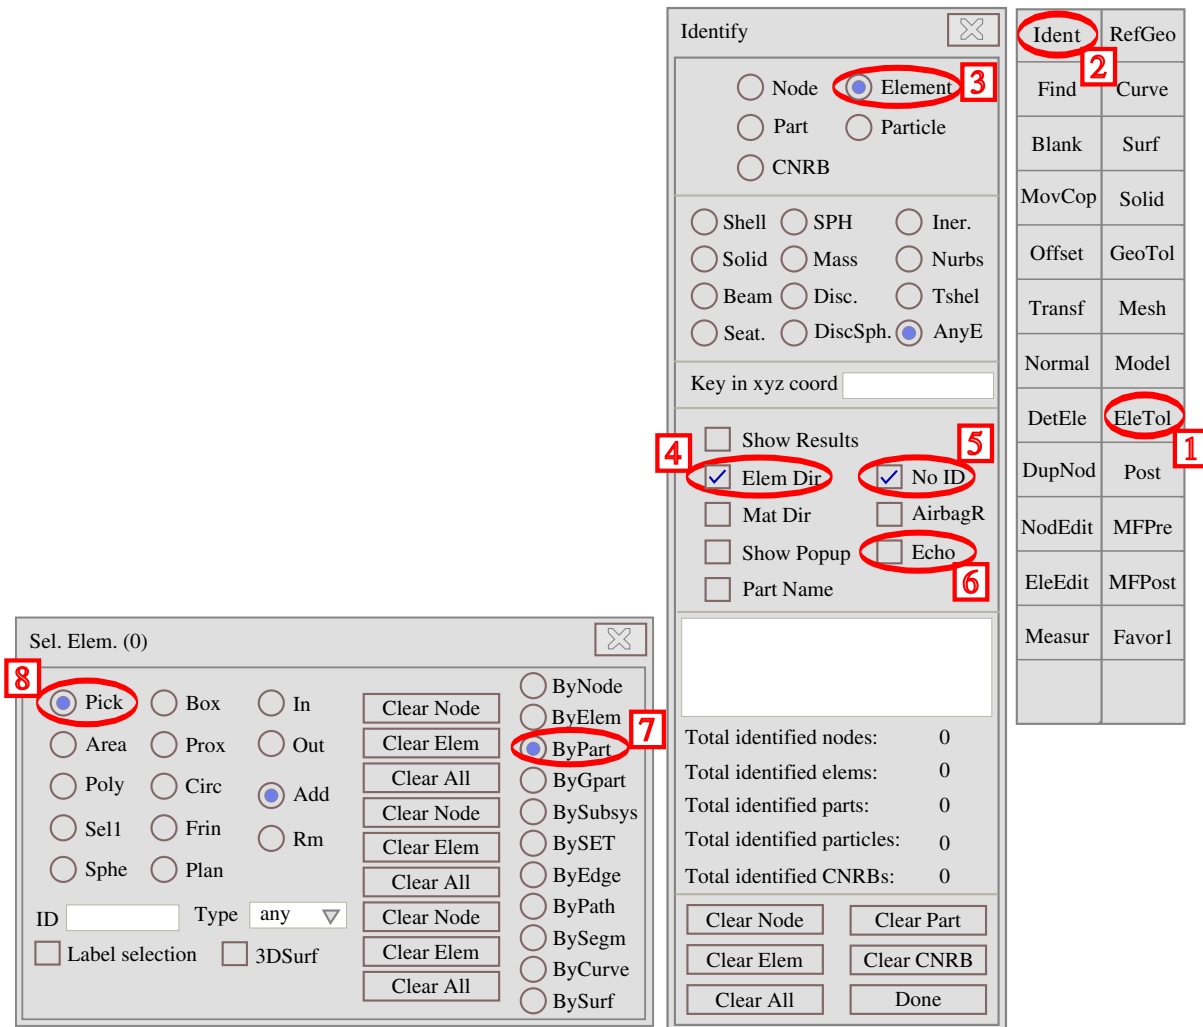 Identify
Node
Element
3
Part
Particle
CNRB
Shell
SPH
Iner.
Solid
Mass
Nurbs
Beam
Disc.
Tshel
Seat.
DiscSph.
AnyE
Key in xyz coord
Show Results
5
4
Elem Dir
No ID
Mat Dir
AirbagR
Show Popup
Echo
6
Part Name
Total identified nodes: 0
Total identified elems: 0
Total identified parts: 0
Total identified particles: 0
Total identified CNRBs: 0
Clear Node
Clear Part
Clear Elem
Clear CNRB
Clear All
Done
Ident
RefGeo
2
Find
Curve
Blank
Surf
MovCop
Solid
Offset
GeoTol
Transf
Mesh
Normal
Model
DetEle
EleTol
1
DupNod
Post
NodEdit
MFPre
EleEdit
MFPost
Measur
Favor1
Sel. Elem. (0)
8
Pick
Box
In
Area
Prox
Out
Poly
Circ
Add
Sel1
Frin
Rm
Sphe
Plan
ID
Type
any
Label selection
3DSurf
Clear Node
Clear Elem
Clear All
Clear Node
Clear Elem
Clear All
Clear Node
Clear Elem
Clear All
ByNode
ByElem
7
ByPart
ByGpart
BySubsys
BySET
ByEdge
ByPath
BySegm
ByCurve
BySurf